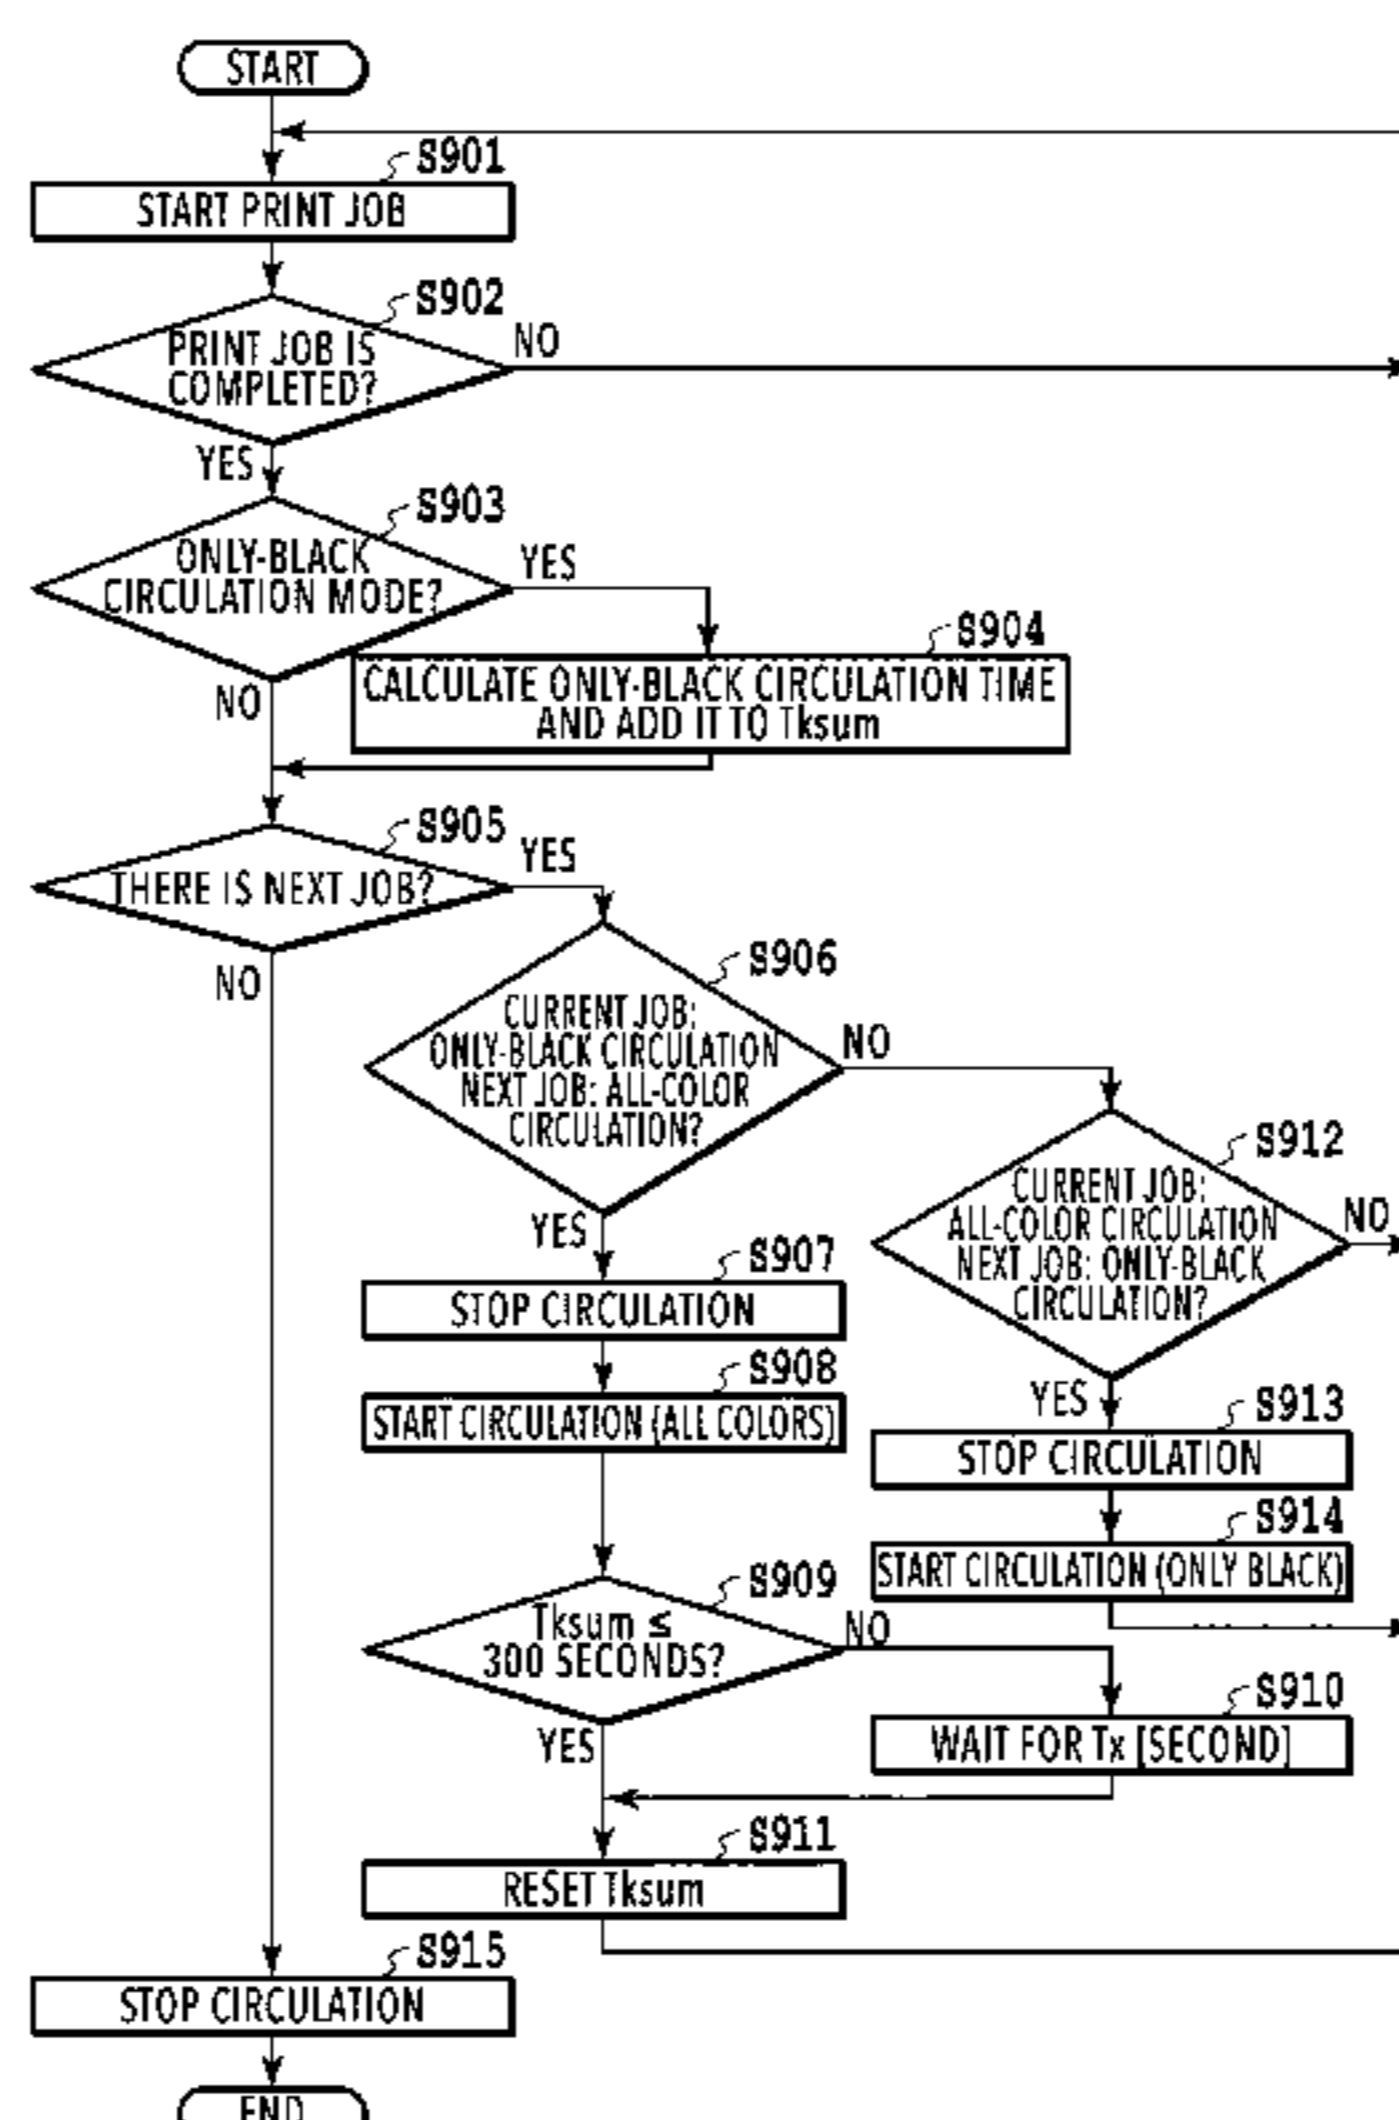 START
S901
START PRINT JOB
S902
PRINT JOB IS
COMPLETED?
NO
YES
S903
ONLY-BLACK
CIRCULATION MODE?
YES
NO
S904
CALCULATE ONLY-BLACK CIRCULATION TIME
AND ADD IT TO Tksum
S905
THERE IS NEXT JOB?
YES
NO
S906
CURRENT JOB:
ONLY-BLACK CIRCULATION
NEXT JOB: ALL-COLOR
CIRCULATION?
NO
YES
S912
CURRENT JOB:
ALL-COLOR CIRCULATION
NEXT JOB: ONLY-BLACK
CIRCULATION?
NO
YES
S907
STOP CIRCULATION
S908
START CIRCULATION (ALL COLORS)
S913
STOP CIRCULATION
S914
START CIRCULATION (ONLY BLACK)
S909
Tksum ≤
300 SECONDS?
NO
YES
S910
WAIT FOR Tx [SECOND]
S911
RESET Tksum
S915
STOP CIRCULATION
END